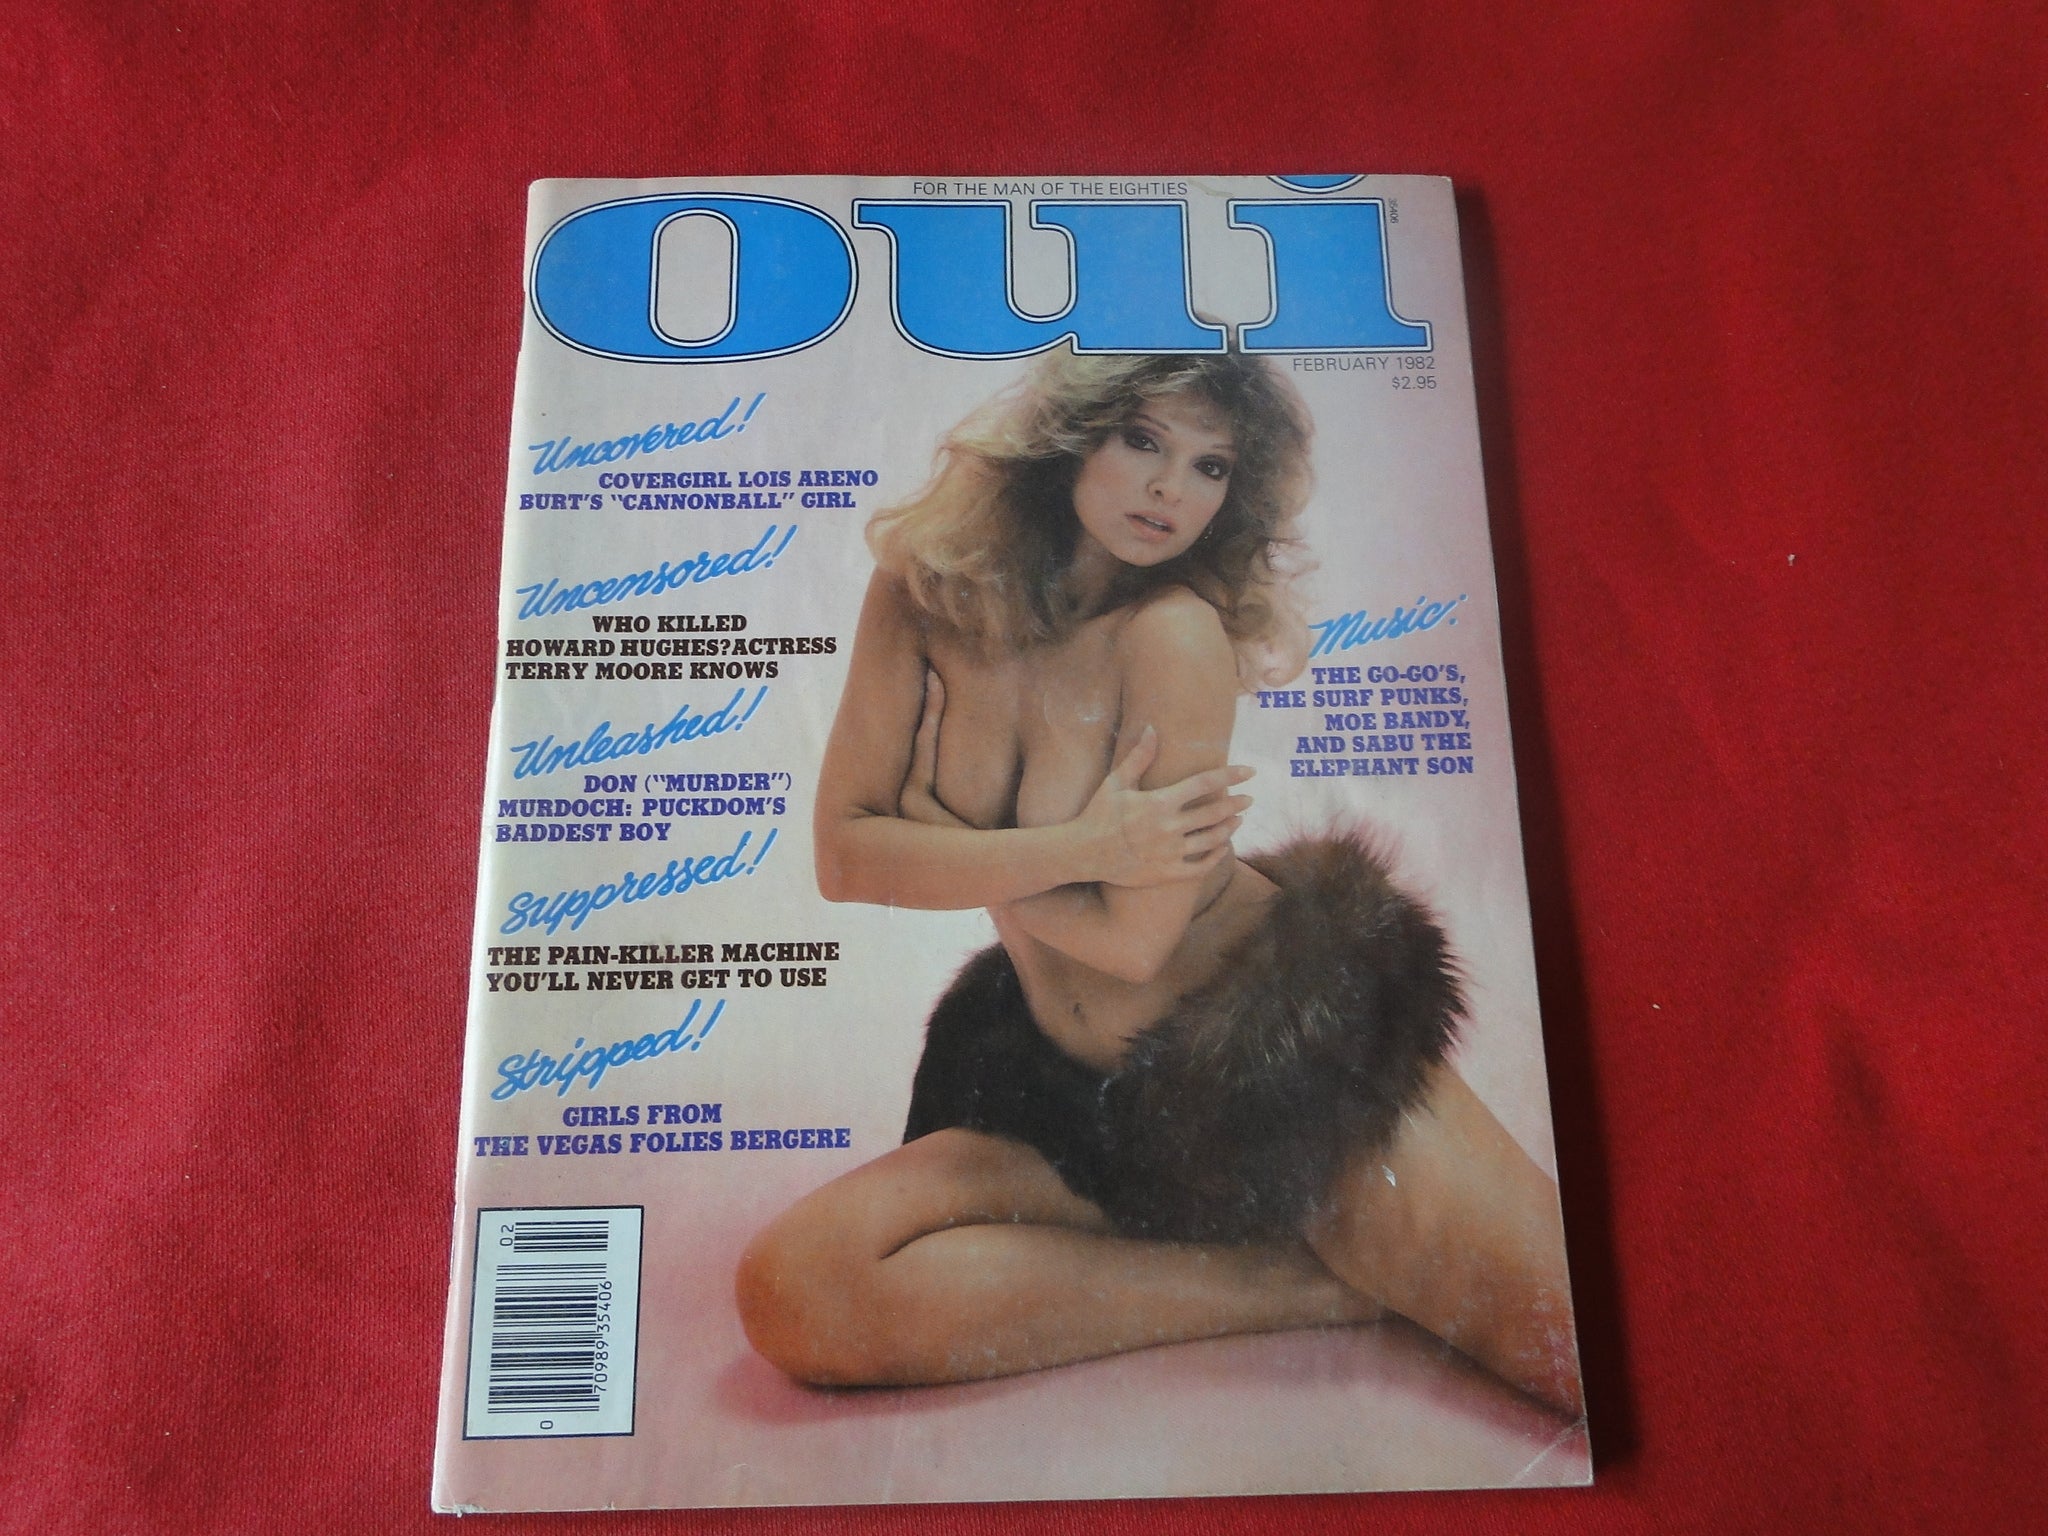 FOR THE MAN OF THE EIGHTIES
oui
35406
FEBRUARY 1982
$2.95
Uncovered!
COVERGIRL LOIS ARENO
BURT'S "CANNONBALL" GIRL
Uncensored!
WHO KILLED
HOWARD HUGHES? ACTRESS
TERRY MOORE KNOWS
Unleashed!
DON ("MURDER")
MURDOCH: PUCKDOM'S
BADDEST BOY
Suppressed!
THE PAIN-KILLER MACHINE
YOU'LL NEVER GET TO USE
Stripped!
GIRLS FROM
THE VEGAS FOLIES BERGERE
Music:
THE GO-GO'S,
THE SURF PUNKS,
MOE BANDY,
AND SABU THE
ELEPHANT SON
02
0 70989 35406